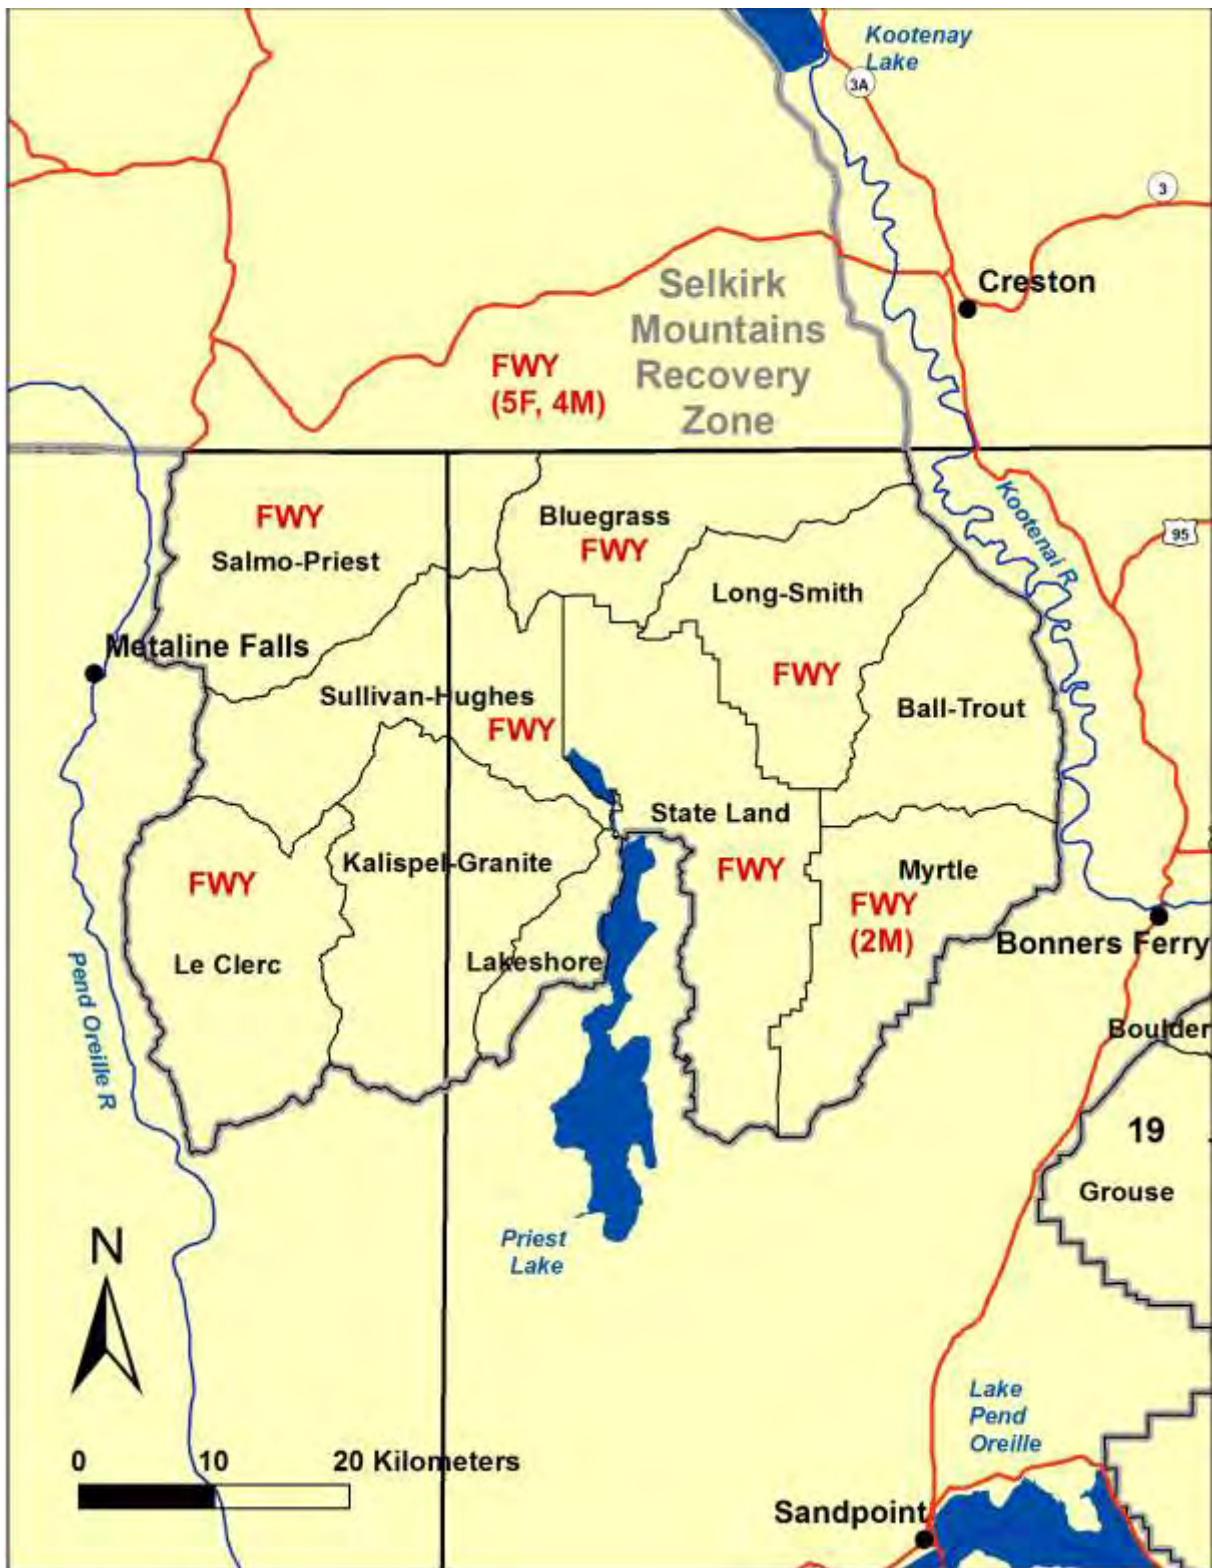 Kootenay
Lake
3A
3
Creston
Selkirk
Mountains
Recovery
Zone
FWY
(5F, 4M)
FWY
Salmo-Priest
Bluegrass
FWY
Kootenai R
95
Long-Smith
FWY
Metaline Falls
Sullivan-Hughes
FWY
Ball-Trout
State Land
FWY
Kalispel-Granite
FWY
Le Clerc
Myrtle
FWY
(2M)
Lakeshore
Bonners Ferry
Pend Oreille R
Boulder
19
Grouse
Priest
Lake
N
Lake
Pend
Oreille
0 10 20 Kilometers
Sandpoint